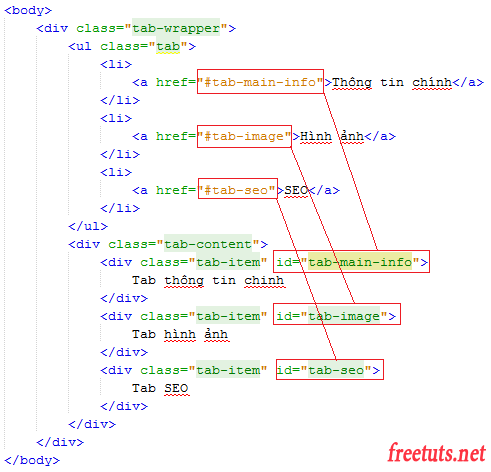 <body>
<div class="tab-wrapper">
<ul class="tab">
<li>
<a href="#tab-main-info">Thông tin chính</a>
</li>
<li>
<a href="#tab-image">Hình ảnh</a>
</li>
<li>
<a href="#tab-seo">SEO</a>
</li>
</ul>
<div class="tab-content">
<div class="tab-item" id="tab-main-info">
Tab thông tin chinh
</div>
<div class="tab-item" id="tab-image">
Tab hình ảnh
</div>
<div class="tab-item" id="tab-seo">
Tab SEO
</div>
</div>
</div>
</body>
freetuts.net